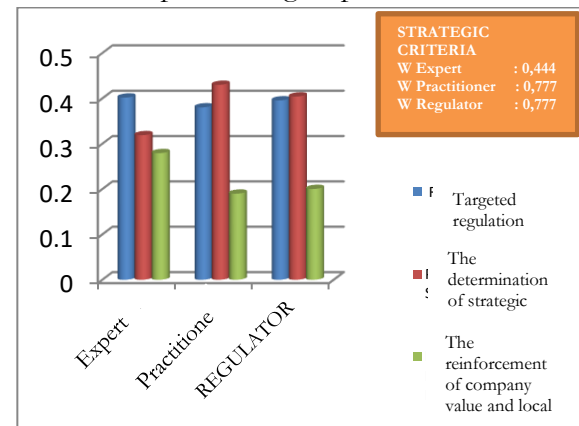 0.5
0.4
0.3
0.2
0.1
0
Expert
Practitione
REGULATOR
STRATEGIC
CRITERIA
W Expert : 0,444
W Practitioner : 0,777
W Regulator : 0,777
Targeted
regulation
The
determination
of strategic
The
reinforcement
of company
value and local